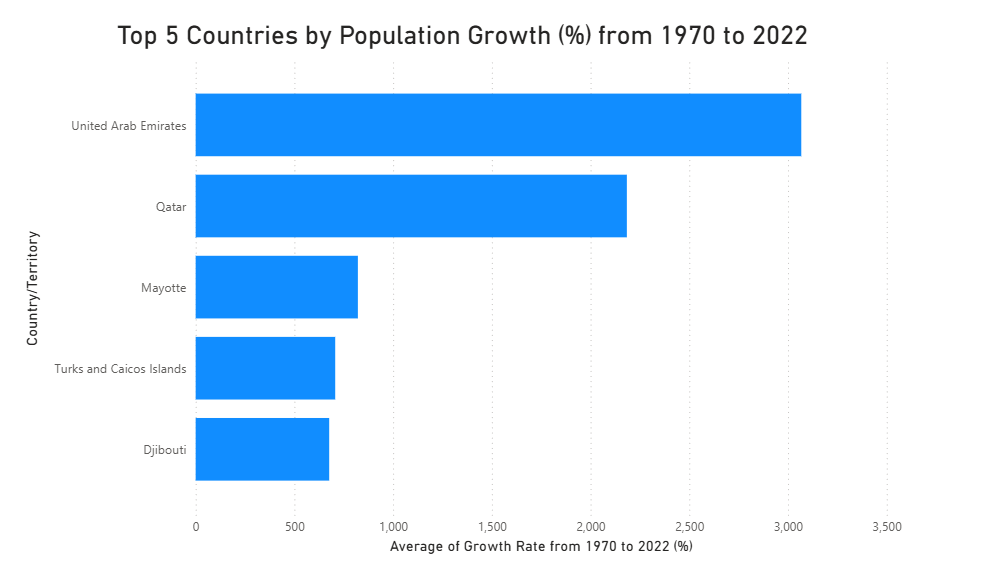 Top 5 Countries by Population Growth (%) from 1970 to 2022
Country/Territory
United Arab Emirates
Qatar
Mayotte
Turks and Caicos Islands
Djibouti
0 500 1,000 1,500 2,000 2,500 3,000 3,500
Average of Growth Rate from 1970 to 2022 (%)